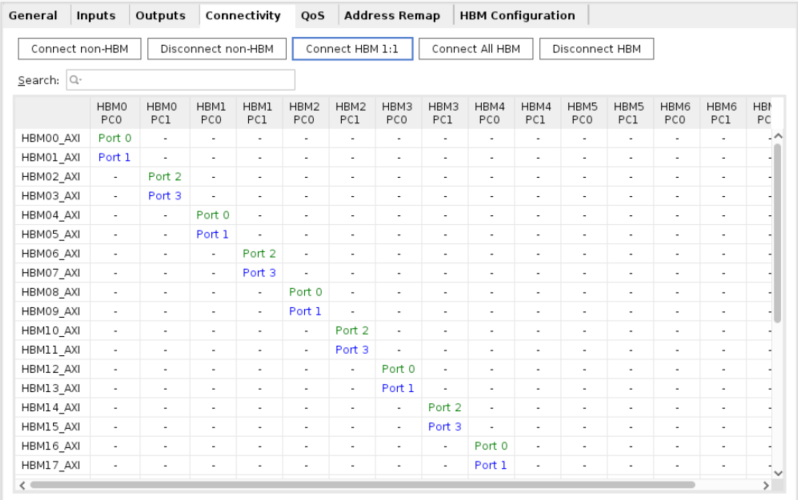 General Inputs Outputs Connectivity QoS Address Remap HBM Configuration
Connect non-HBM Disconnect non-HBM Connect HBM 1:1 Connect All HBM Disconnect HBM
Search:
HBM0 HBM0 HBM1 HBM1 HBM2 HBM2 HBM3 HBM3 HBM4 HBM4 HBM5 HBM5 HBM6 HBM6
PC0 PC1 PC0 PC1 PC0 PC1 PC0 PC1 PC0 PC1 PC0 PC1 PC0 PC1
HBM00_AXI Port 0 - - - - - - - - - - - - - -
HBM01_AXI Port 1 - - - - - - - - - - - - - -
HBM02_AXI - Port 2 - - - - - - - - - - - - -
HBM03_AXI - Port 3 - - - - - - - - - - - - -
HBM04_AXI - - Port 0 - - - - - - - - - - - -
HBM05_AXI - - Port 1 - - - - - - - - - - - -
HBM06_AXI - - - Port 2 - - - - - - - - - - -
HBM07_AXI - - - Port 3 - - - - - - - - - - -
HBM08_AXI - - - - Port 0 - - - - - - - - - -
HBM09_AXI - - - - Port 1 - - - - - - - - - -
HBM10_AXI - - - - - Port 2 - - - - - - - - -
HBM11_AXI - - - - - Port 3 - - - - - - - - -
HBM12_AXI - - - - - - Port 0 - - - - - - - -
HBM13_AXI - - - - - - Port 1 - - - - - - - -
HBM14_AXI - - - - - - - Port 2 - - - - - - -
HBM15_AXI - - - - - - - Port 3 - - - - - - -
HBM16_AXI - - - - - - - - Port 0 - - - - - -
HBM17_AXI - - - - - - - - Port 1 - - - - - -